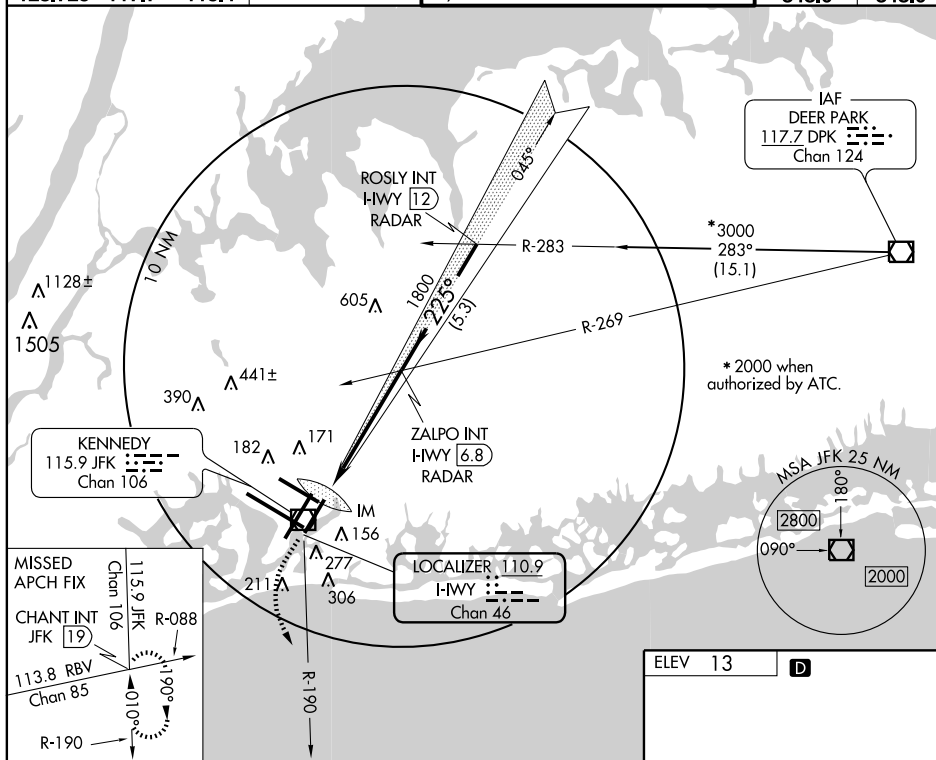 IAF
DEER PARK
117.7 DPK
Chan 124
ROSLY INT
I-IWY 12
RADAR
045°
R-283
*3000
283°
(15.1)
10 NM
1128±
1505
605
1800
225°
(5.3)
R-269
* 2000 when
authorized by ATC.
441±
390
182
171
ZALPO INT
I-IWY 6.8
RADAR
KENNEDY
115.9 JFK
Chan 106
IM
156
277
211
306
LOCALIZER 110.9
I-IWY
Chan 46
R-190
MSA JFK 25 NM
180°
2800
090°
2000
MISSED
APCH FIX
115.9 JFK
Chan 106
CHANT INT
JFK 19
R-088
113.8 RBV
Chan 85
190°
010°
R-190
ELEV 13
D